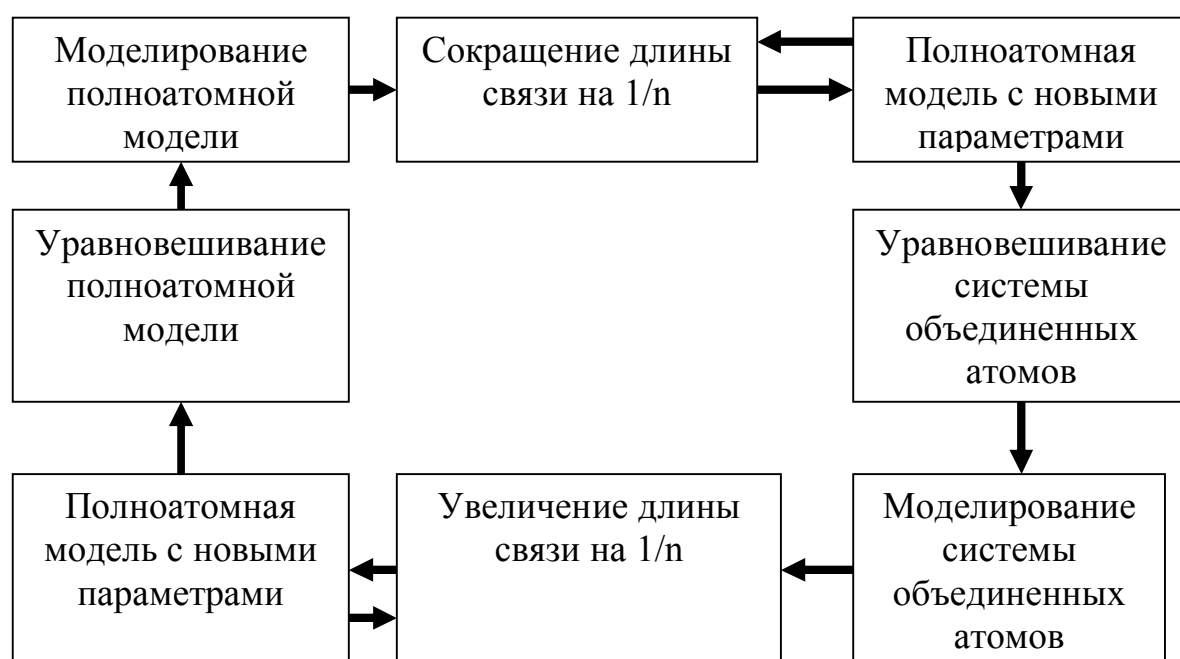 Моделирование
полноатомной
модели
Сокращение длины
связи на 1/n
Полноатомная
модель с новыми
параметрами
Уравновешивание
полноатомной
модели
Уравновешивание
системы
объединенных
атомов
Полноатомная
модель с новыми
параметрами
Увеличение длины
связи на 1/n
Моделирование
системы
объединенных
атомов